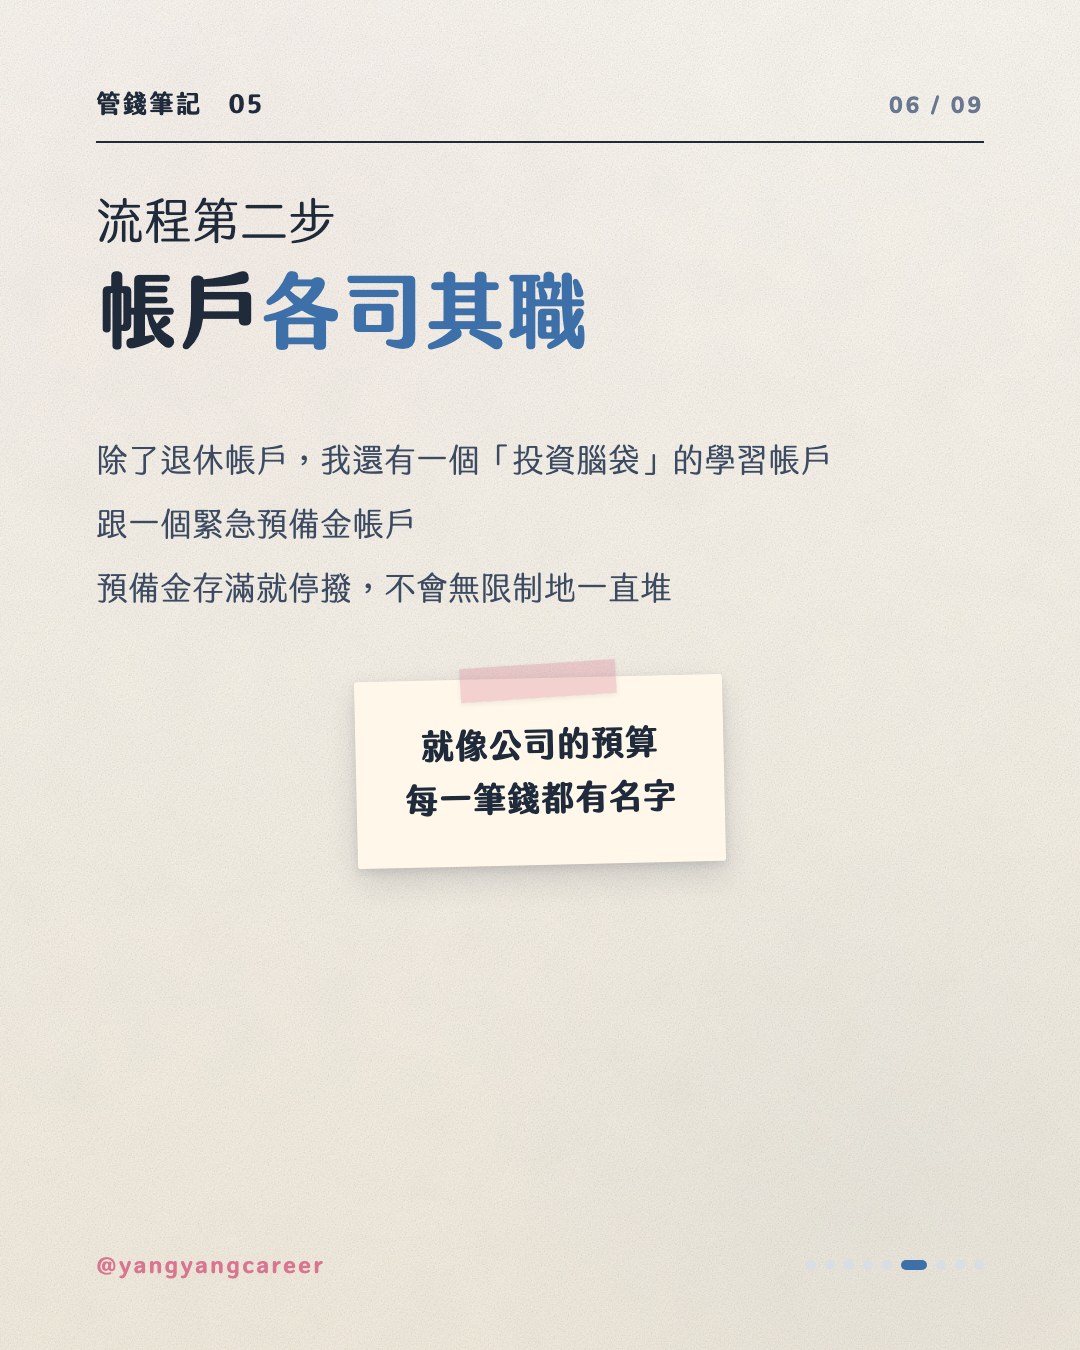 管錢筆記 05
06 / 09
流程第二步
帳戶各司其職
除了退休帳戶，我還有一個「投資腦袋」的學習帳戶
跟一個緊急預備金帳戶
預備金存滿就停撥，不會無限制地一直堆
就像公司的預算
每一筆錢都有名字
@yangyangcareer